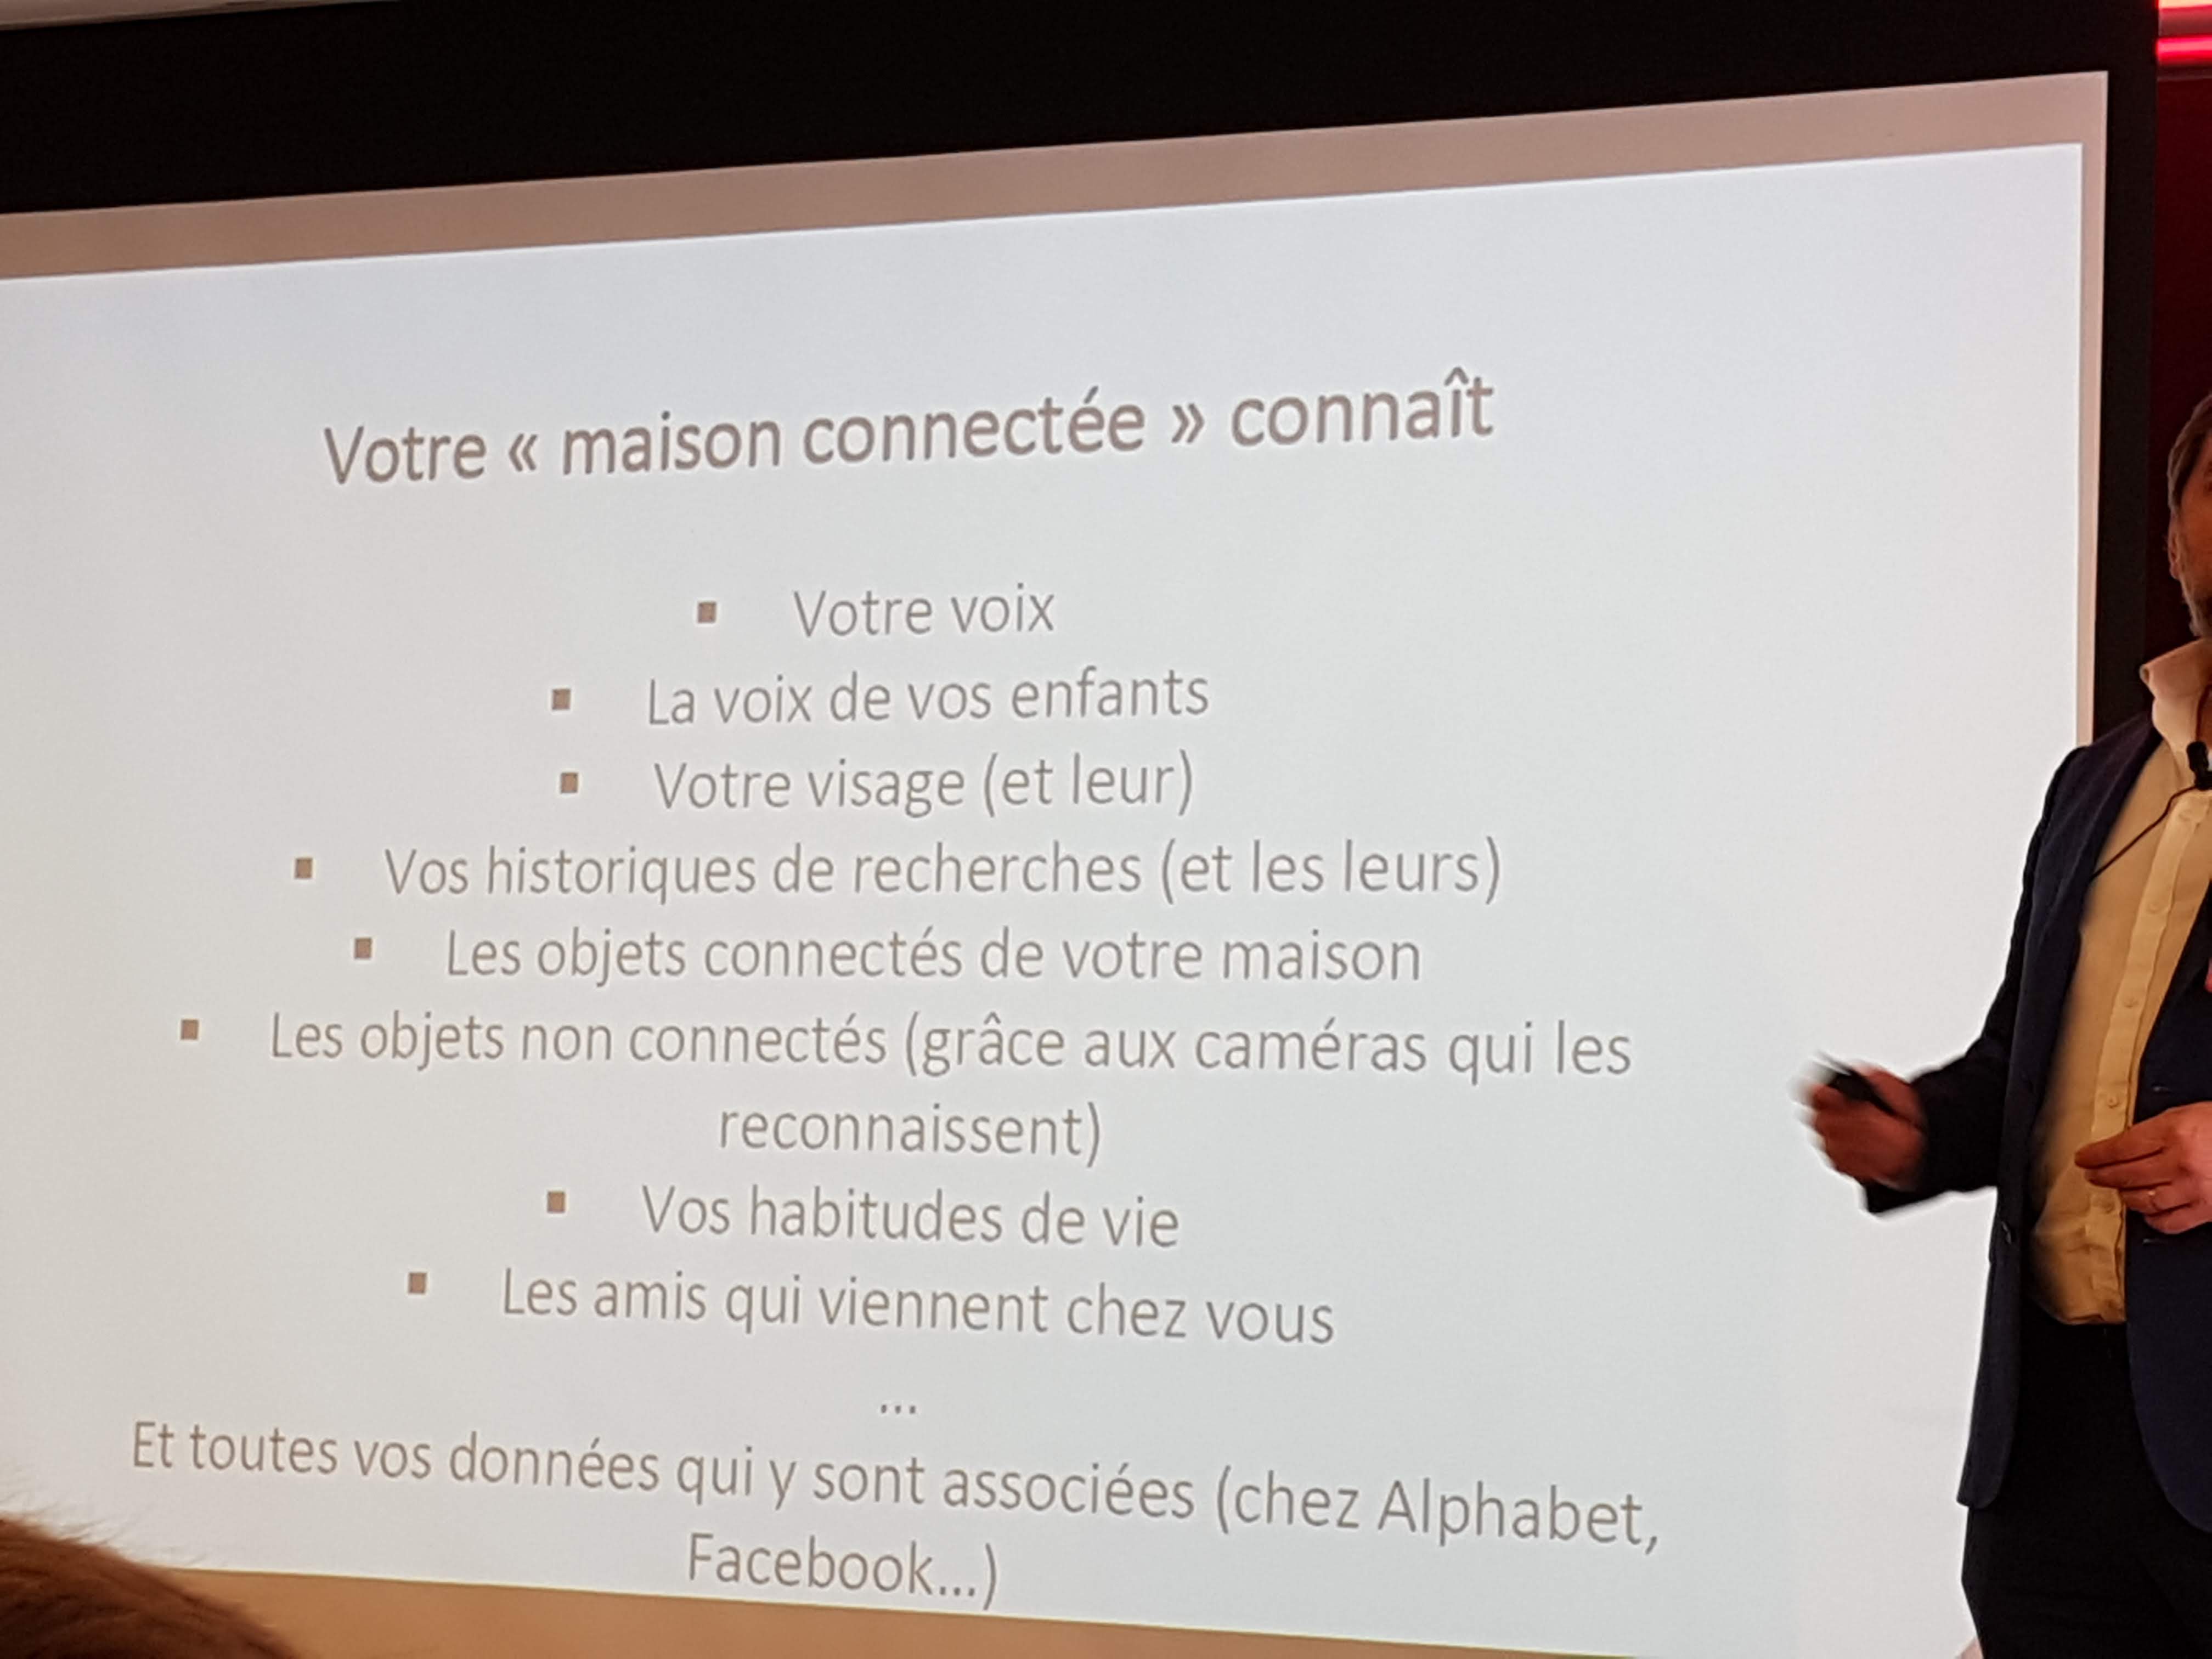 Votre « maison connectée » connaît
▪ Votre voix
▪ La voix de vos enfants
▪ Votre visage (et leur)
▪ Vos historiques de recherches (et les leurs)
▪ Les objets connectés de votre maison
▪ Les objets non connectés (grâce aux caméras qui les
reconnaissent)
▪ Vos habitudes de vie
▪ Les amis qui viennent chez vous
...
Et toutes vos données qui y sont associées (chez Alphabet,
Facebook...)